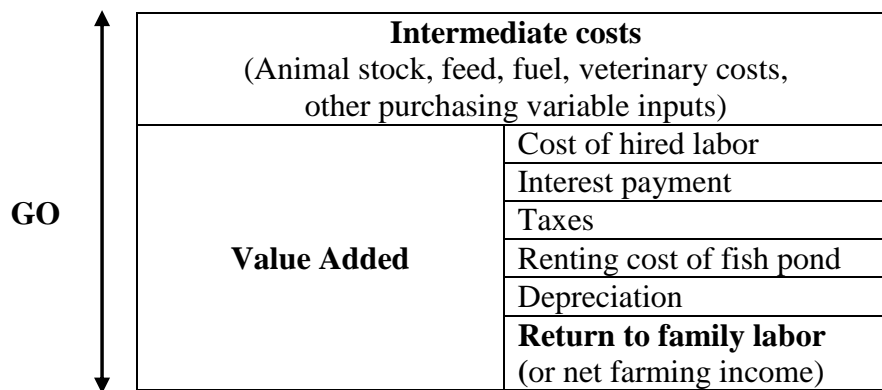 Intermediate costs
(Animal stock, feed, fuel, veterinary costs,
other purchasing variable inputs)
GO
Value Added
Cost of hired labor
Interest payment
Taxes
Renting cost of fish pond
Depreciation
Return to family labor
(or net farming income)